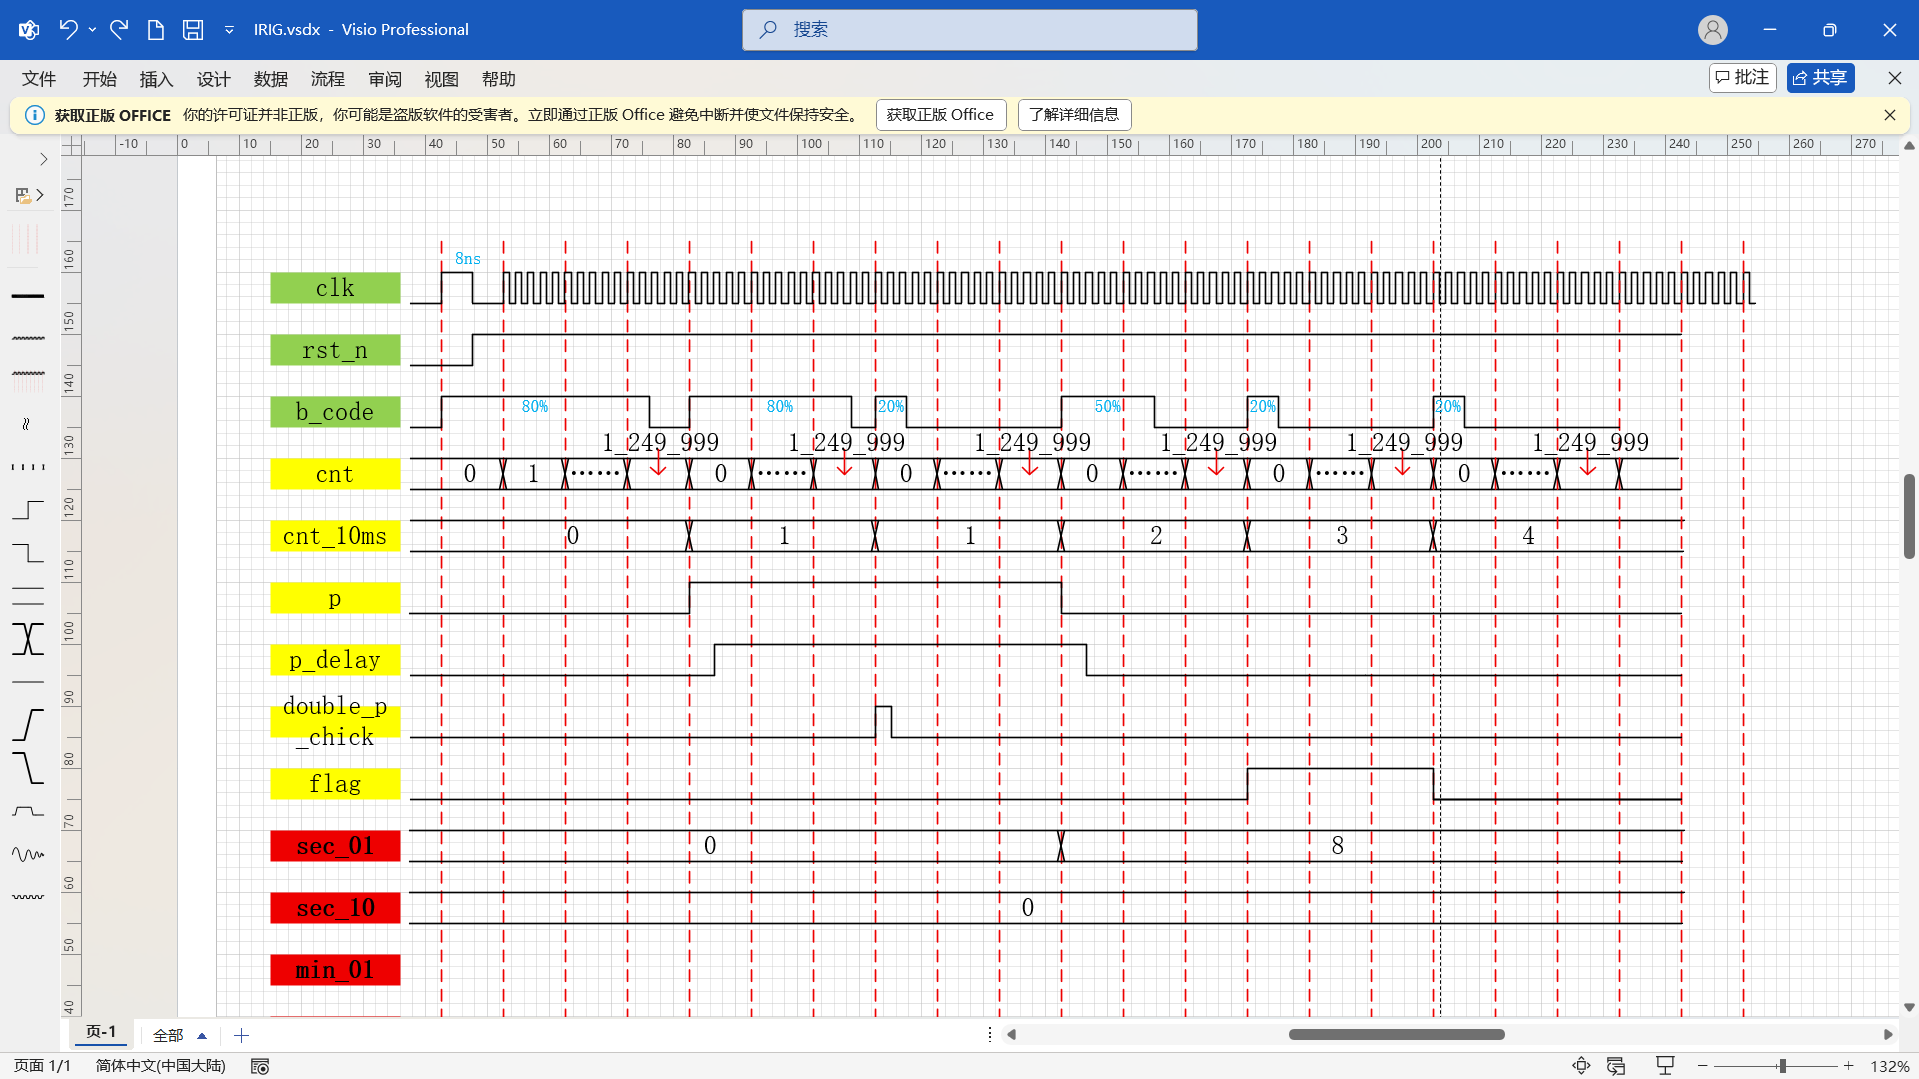 IRIG.vsdx - Visio Professional
搜索
文件 开始 插入 设计 数据 流程 审阅 视图 帮助
批注 共享
获取正版 OFFICE 你的许可证并非正版，你可能是盗版软件的受害者。立即通过正版 Office 避免中断并使文件保持安全。 获取正版 Office 了解详细信息
-10 0 10 20 30 40 50 60 70 80 90 100 110 120 130 140 150 160 170 180 190 200 210 220 230 240 250 260 270
170
160
150
140
130
120
110
100
90
80
70
60
50
40
8ns
clk
rst_n
b_code 80% 80% 20% 50% 20% 20%
1_249_999 1_249_999 1_249_999 1_249_999 1_249_999 1_249_999
cnt 0 1 ...... 0 ...... 0 ...... 0 ...... 0 ...... 0 ......
cnt_10ms 0 1 1 2 3 4
p
p_delay
double_p
_chick
flag
sec_01 0 8
sec_10 0
min_01
页-1 全部
页面 1/1 简体中文(中国大陆) 132%